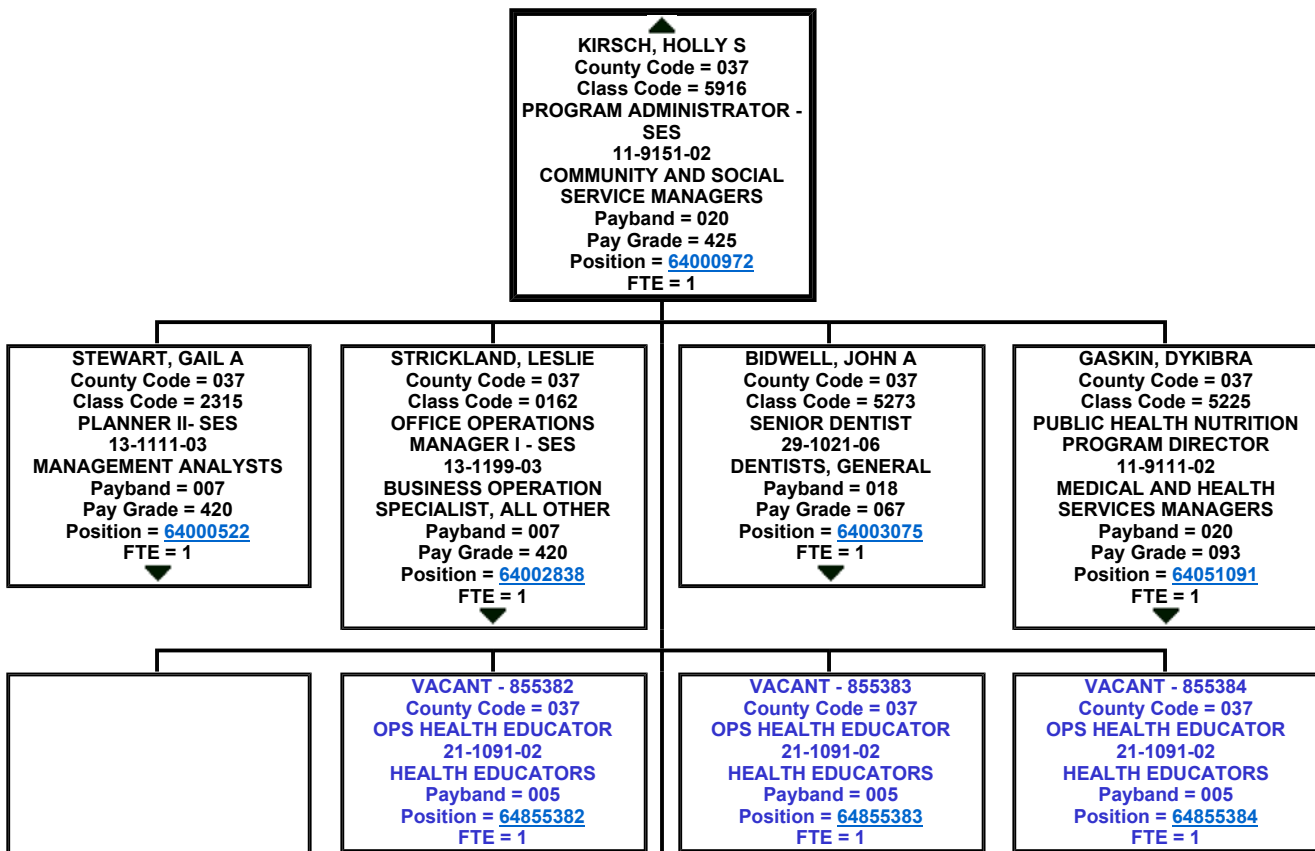 KIRSCH, HOLLY S
County Code = 037
Class Code = 5916
PROGRAM ADMINISTRATOR -
SES
11-9151-02
COMMUNITY AND SOCIAL
SERVICE MANAGERS
Payband = 020
Pay Grade = 425
Position = 64000972
FTE = 1
STEWART, GAIL A
County Code = 037
Class Code = 2315
PLANNER II- SES
13-1111-03
MANAGEMENT ANALYSTS
Payband = 007
Pay Grade = 420
Position = 64000522
FTE = 1
STRICKLAND, LESLIE
County Code = 037
Class Code = 0162
OFFICE OPERATIONS
MANAGER I - SES
13-1199-03
BUSINESS OPERATION
SPECIALIST, ALL OTHER
Payband = 007
Pay Grade = 420
Position = 64002838
FTE = 1
BIDWELL, JOHN A
County Code = 037
Class Code = 5273
SENIOR DENTIST
29-1021-06
DENTISTS, GENERAL
Payband = 018
Pay Grade = 067
Position = 64003075
FTE = 1
GASKIN, DYKIBRA
County Code = 037
Class Code = 5225
PUBLIC HEALTH NUTRITION
PROGRAM DIRECTOR
11-9111-02
MEDICAL AND HEALTH
SERVICES MANAGERS
Payband = 020
Pay Grade = 093
Position = 64051091
FTE = 1
VACANT - 855382
County Code = 037
OPS HEALTH EDUCATOR
21-1091-02
HEALTH EDUCATORS
Payband = 005
Position = 64855382
FTE = 1
VACANT - 855383
County Code = 037
OPS HEALTH EDUCATOR
21-1091-02
HEALTH EDUCATORS
Payband = 005
Position = 64855383
FTE = 1
VACANT - 855384
County Code = 037
OPS HEALTH EDUCATOR
21-1091-02
HEALTH EDUCATORS
Payband = 005
Position = 64855384
FTE = 1